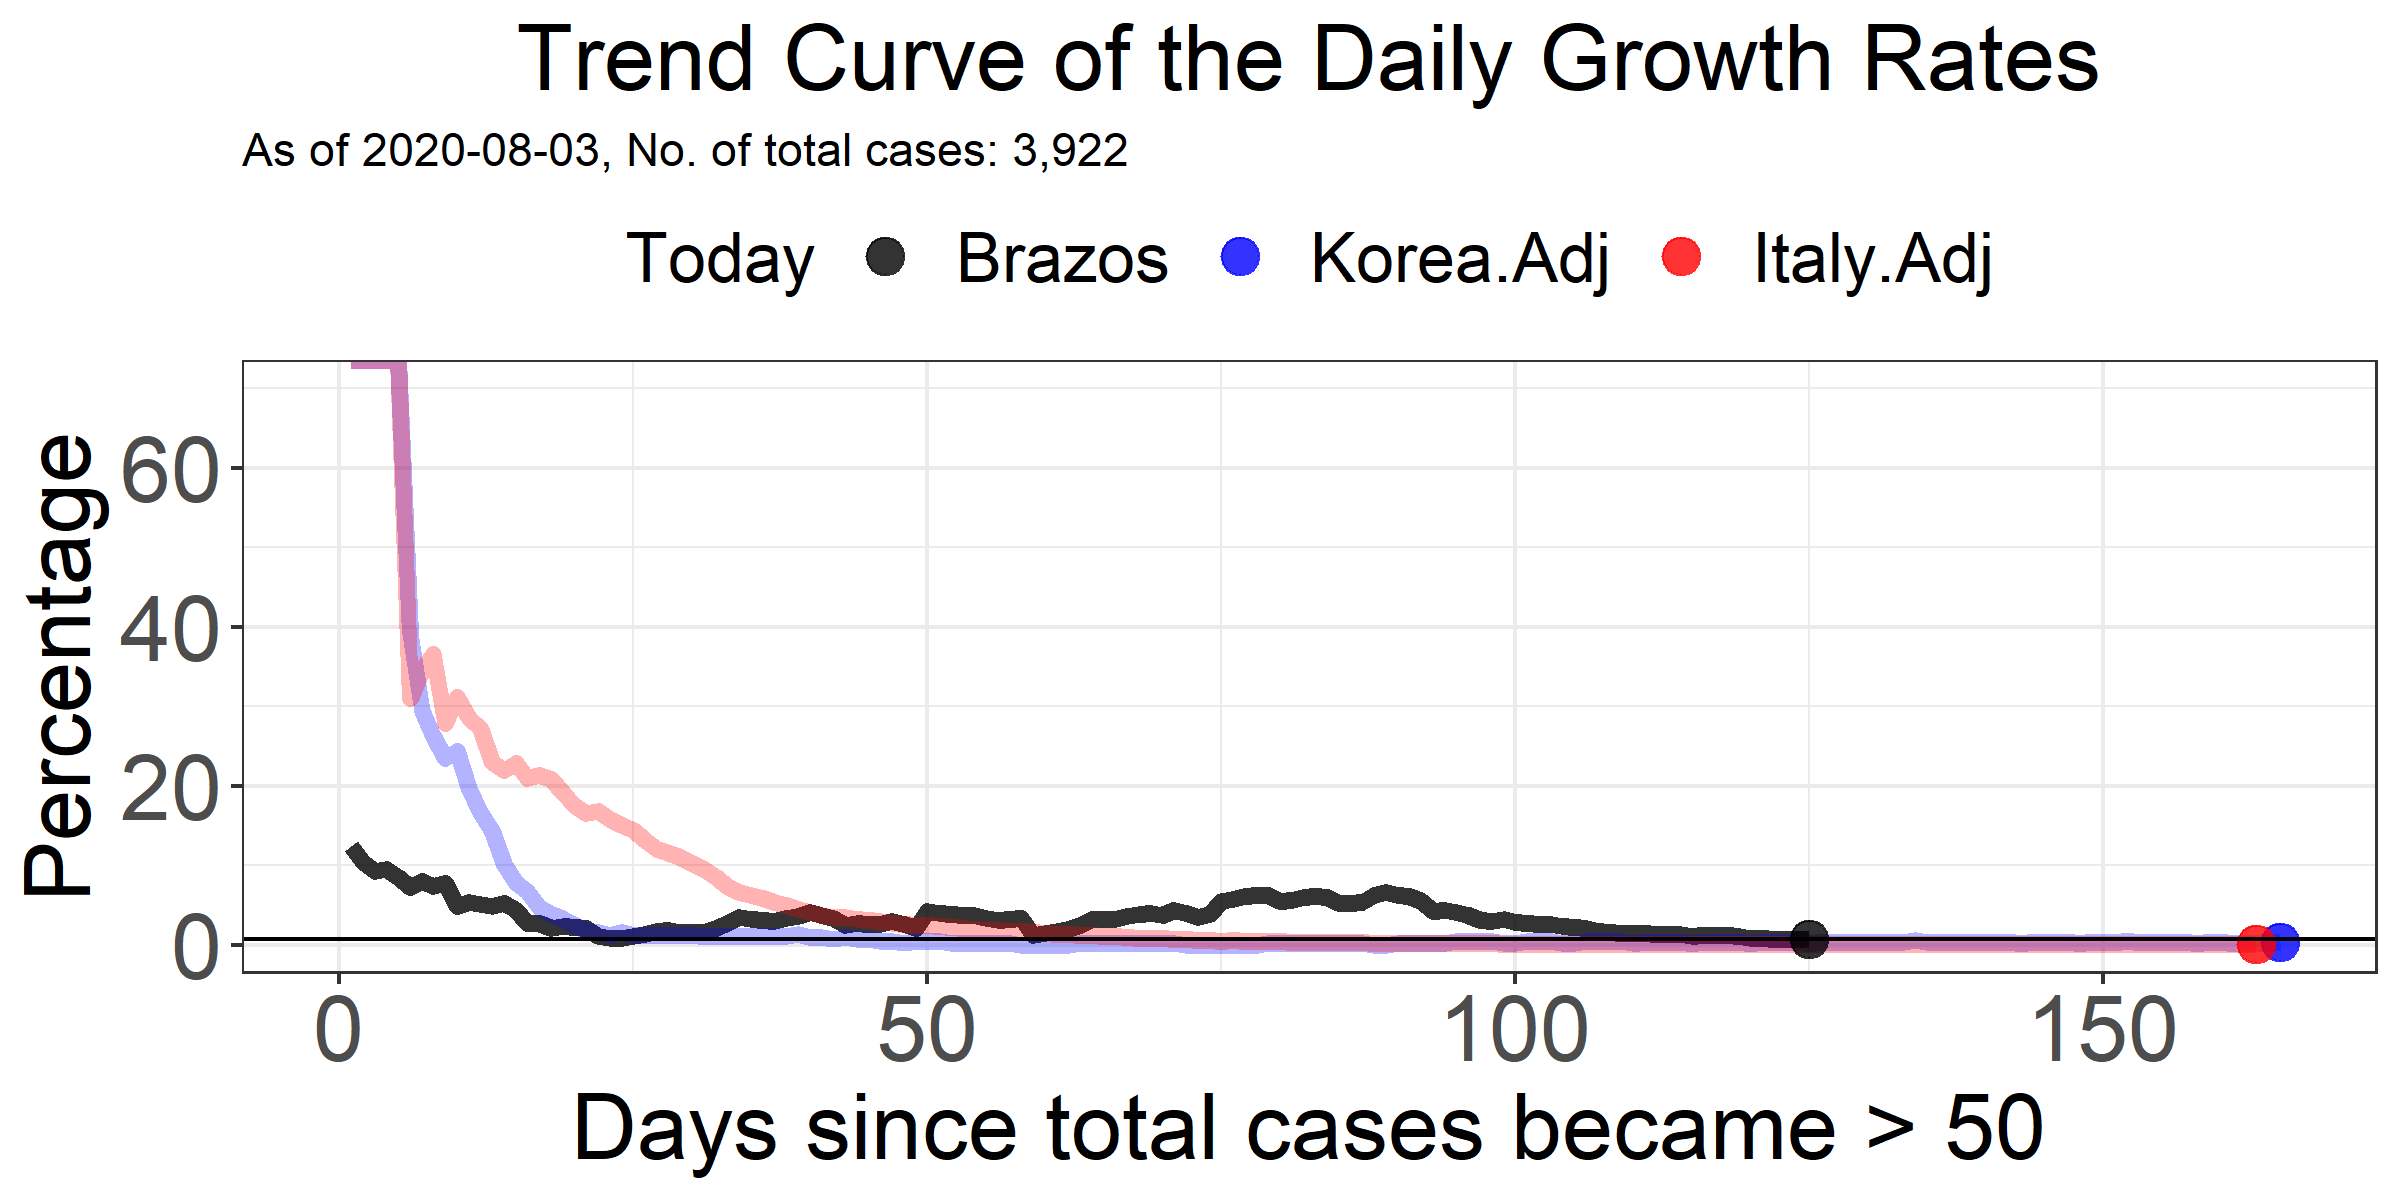 Trend Curve of the Daily Growth Rates
As of 2020-08-03, No. of total cases: 3,922
Today Brazos Korea.Adj Italy.Adj
Percentage
60
40
20
0
0 50 100 150
Days since total cases became > 50